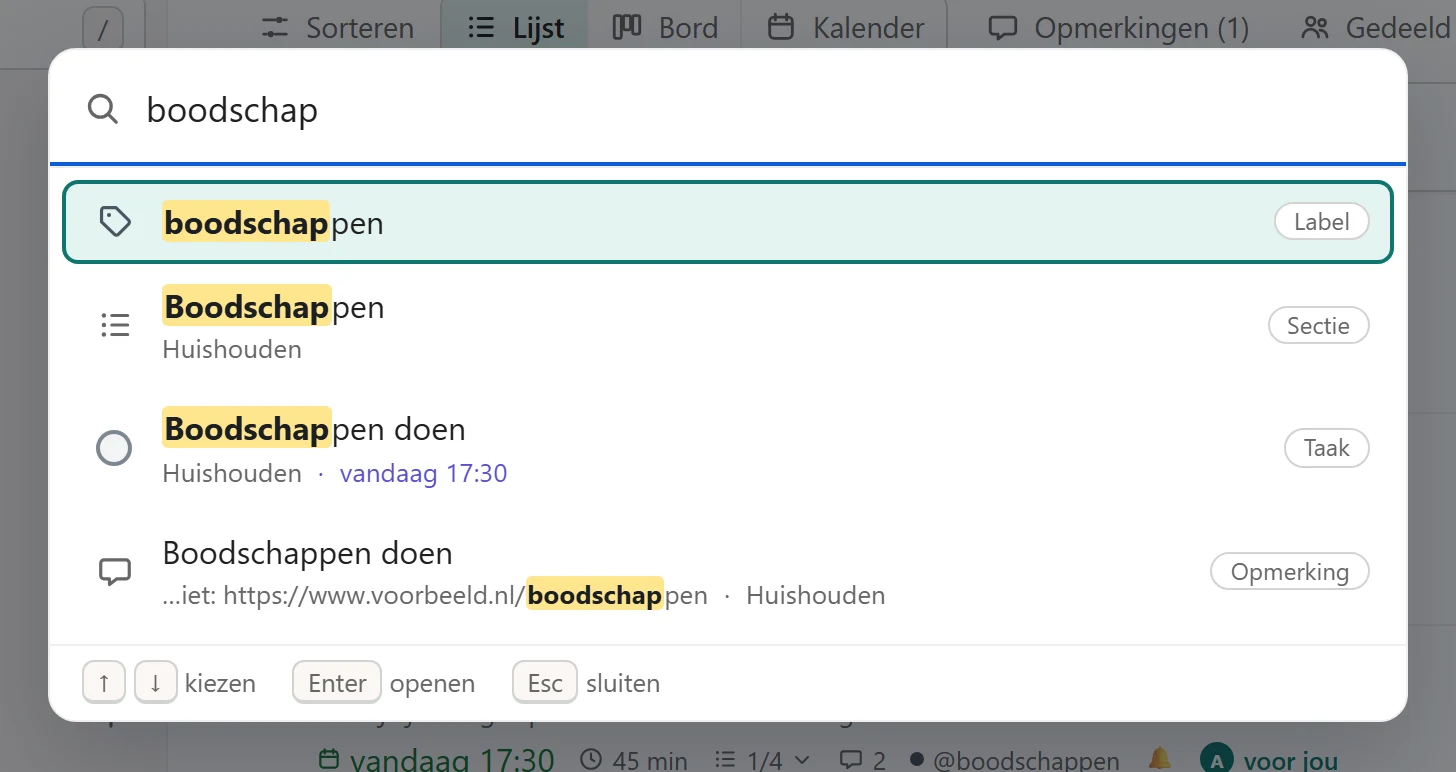 / Sorteren Lijst Bord Kalender Opmerkingen (1) Gedeeld
boodschap
boodschappen Label
Boodschappen Sectie
Huishouden
Boodschappen doen Taak
Huishouden · vandaag 17:30
Boodschappen doen Opmerking
...iet: https://www.voorbeeld.nl/boodschappen · Huishouden
↑ ↓ kiezen Enter openen Esc sluiten
vandaag 17:30 45 min 1/4 2 @boodschappen A voor jou